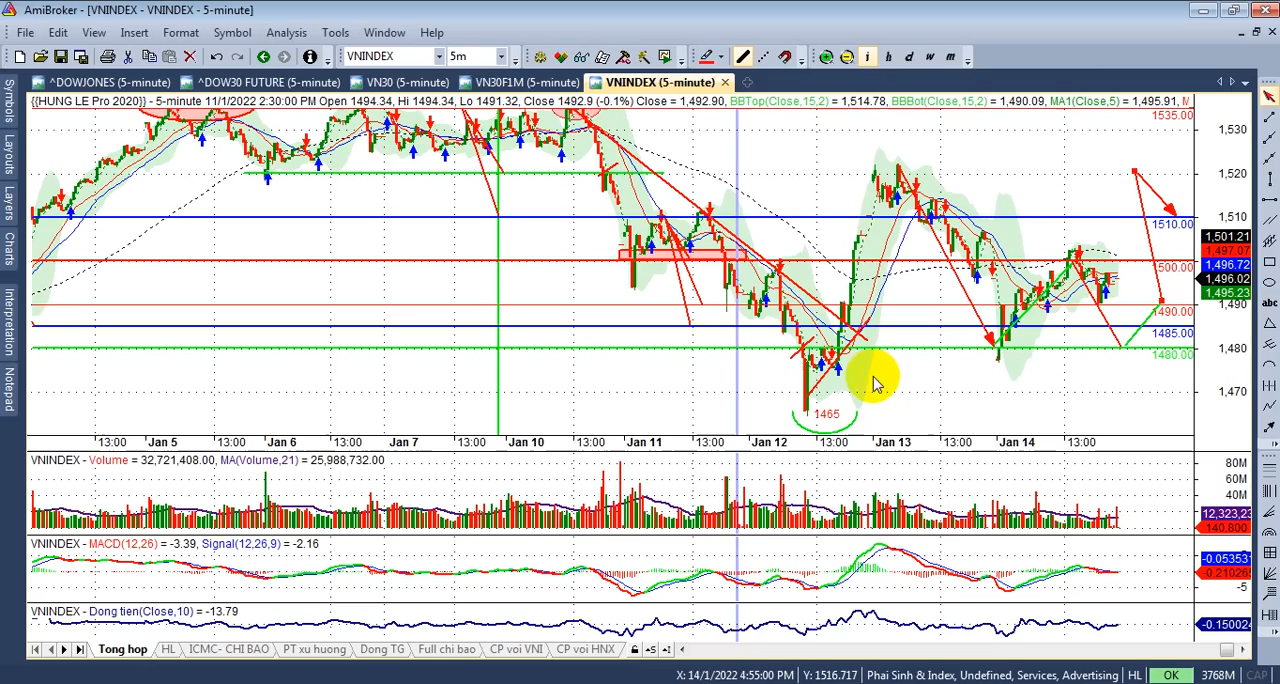 AmiBroker - [VNINDEX - VNINDEX - 5-minute]
File Edit View Insert Format Symbol Analysis Tools Window Help
VNINDEX 5m i h d w m
^DOWJONES (5-minute) ^DOW30 FUTURE (5-minute) VN30 (5-minute) VN30F1M (5-minute) VNINDEX (5-minute)
{{HUNG LE Pro 2020}} - 5-minute 11/1/2022 2:30:00 PM Open 1494.34, Hi 1494.34, Lo 1491.32, Close 1492.9 (-0.1%) Close = 1,492.90, BBTop(Close,15,2) = 1,514.78, BBBot(Close,15,2) = 1,490.09, MA1(Close,5) = 1,495.91, M
Symbols
Layouts
Layers
Charts
Interpretation
Notepad
abc
1535.00
1,530
1,520
1,510
1510.00
1,501.21
1,497.07
1,496.72
1500.00
1,496.02
1,495.23
1,490
1490.00
1485.00
1,480
1480.00
1,470
1465
13:00 Jan 5 13:00 Jan 6 13:00 Jan 7 13:00 Jan 10 Jan 11 13:00 Jan 12 13:00 Jan 13 13:00 Jan 14 13:00
VNINDEX - Volume = 32,721,408.00, MA(Volume,21) = 25,988,732.00
80M
60M
40M
12,323,23
140,800
VNINDEX - MACD(12,26) = -3.39, Signal(12,26,9) = -2.16
-0.05353
-0.210265
-5
VNINDEX - Dong tien(Close,10) = -13.79
-0.150024
Tong hop HL ICMC- CHI BAO PT xu huong Dong TG Full chi bao CP voi VNI CP voi HNX
X: 14/1/2022 4:55:00 PM Y: 1516.717 Phai Sinh & Index, Undefined, Services, Advertising HL OK 3768M CAP